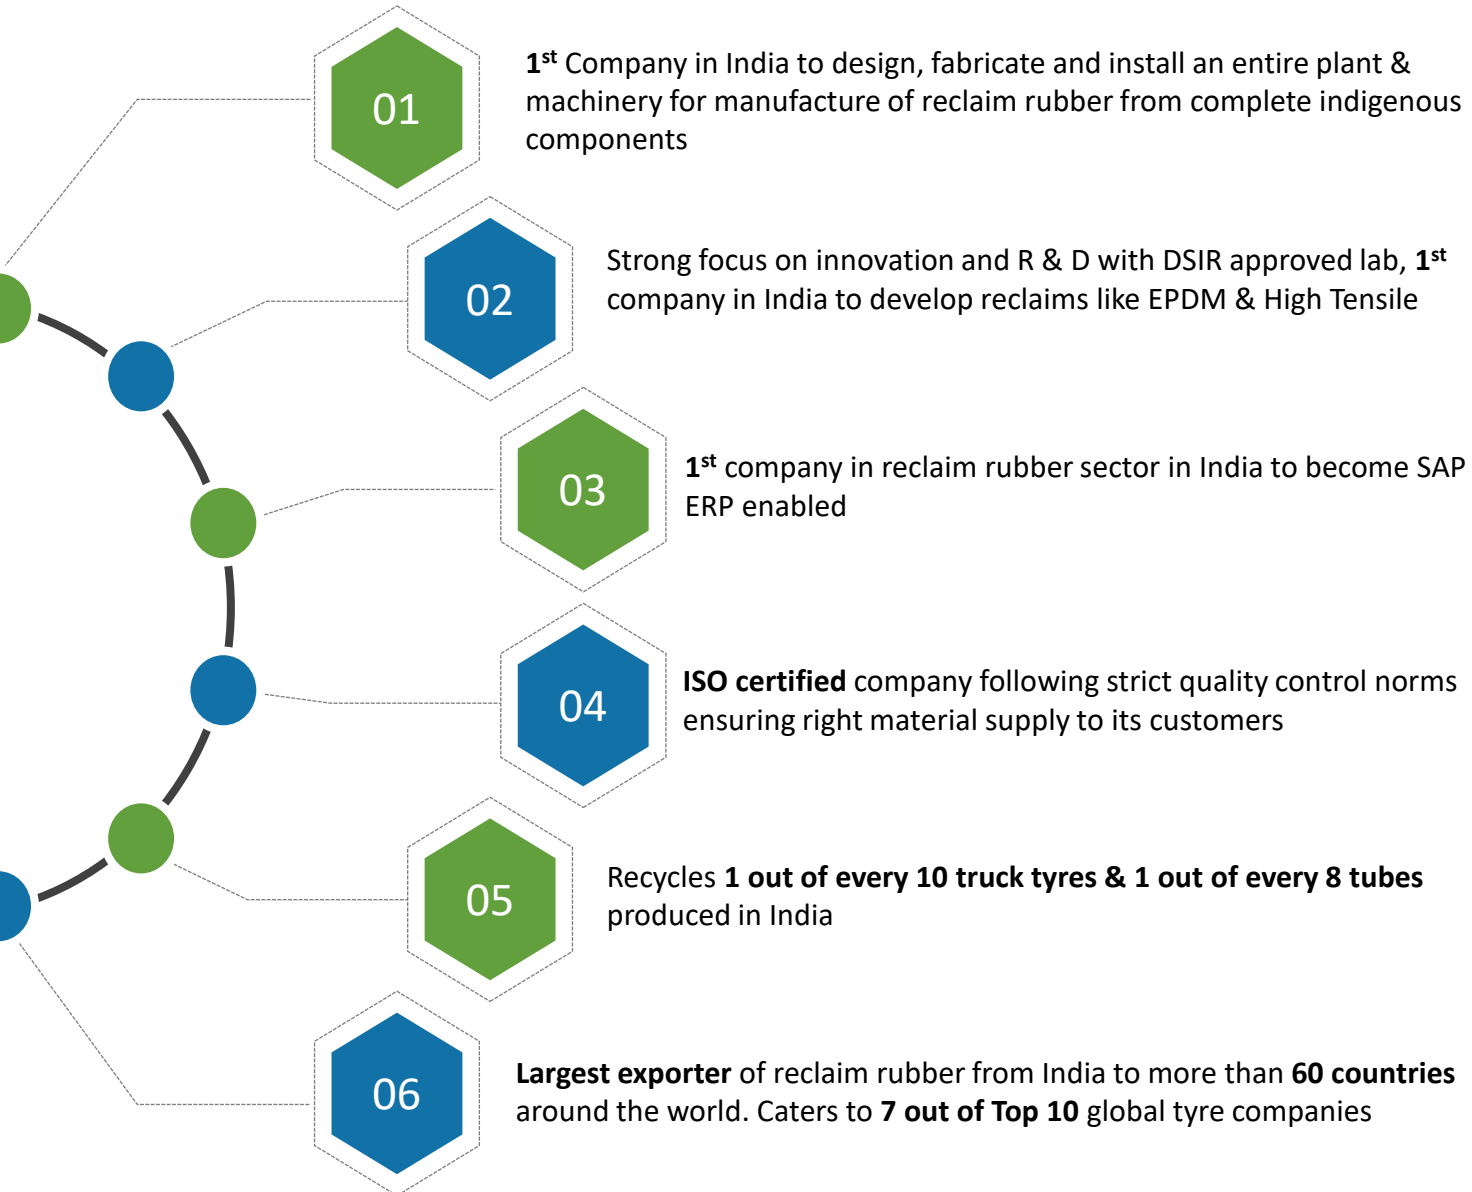 01
1st Company in India to design, fabricate and install an entire plant &
machinery for manufacture of reclaim rubber from complete indigenous
components
02
Strong focus on innovation and R & D with DSIR approved lab, 1st
company in India to develop reclaims like EPDM & High Tensile
03
1st company in reclaim rubber sector in India to become SAP
ERP enabled
04
ISO certified company following strict quality control norms
ensuring right material supply to its customers
05
Recycles 1 out of every 10 truck tyres & 1 out of every 8 tubes
produced in India
06
Largest exporter of reclaim rubber from India to more than 60 countries
around the world. Caters to 7 out of Top 10 global tyre companies